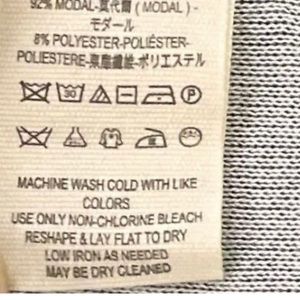 92% MODAL-莫代爾 ( MODAL ) -
モダール
8% POLYESTER-POLIÉSTER-
POLIESTERE-聚酯纖維-ポリエステル
MACHINE WASH COLD WITH LIKE
COLORS
USE ONLY NON-CHLORINE BLEACH
RESHAPE & LAY FLAT TO DRY
LOW IRON AS NEEDED
MAY BE DRY CLEANED